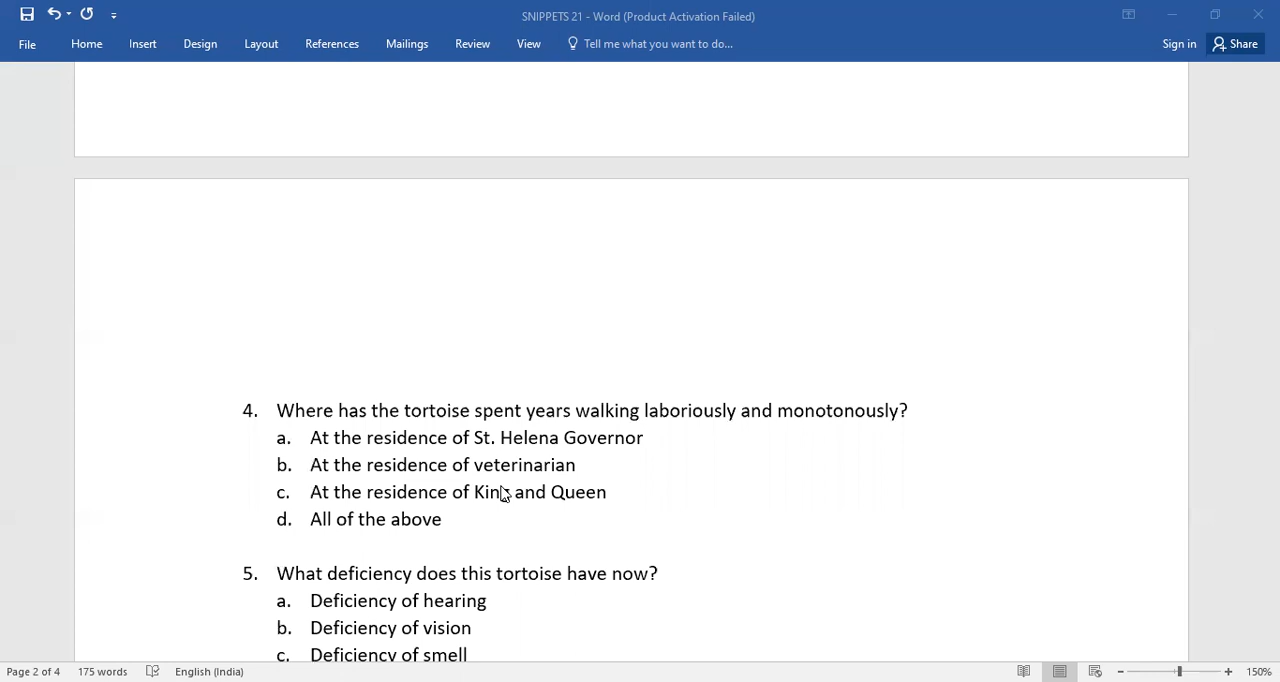 SNIPPETS 21 - Word (Product Activation Failed)
File Home Insert Design Layout References Mailings Review View Tell me what you want to do... Sign in Share
4. Where has the tortoise spent years walking laboriously and monotonously?
a. At the residence of St. Helena Governor
b. At the residence of veterinarian
c. At the residence of King and Queen
d. All of the above
5. What deficiency does this tortoise have now?
a. Deficiency of hearing
b. Deficiency of vision
c. Deficiency of smell
Page 2 of 4 175 words English (India) 150%